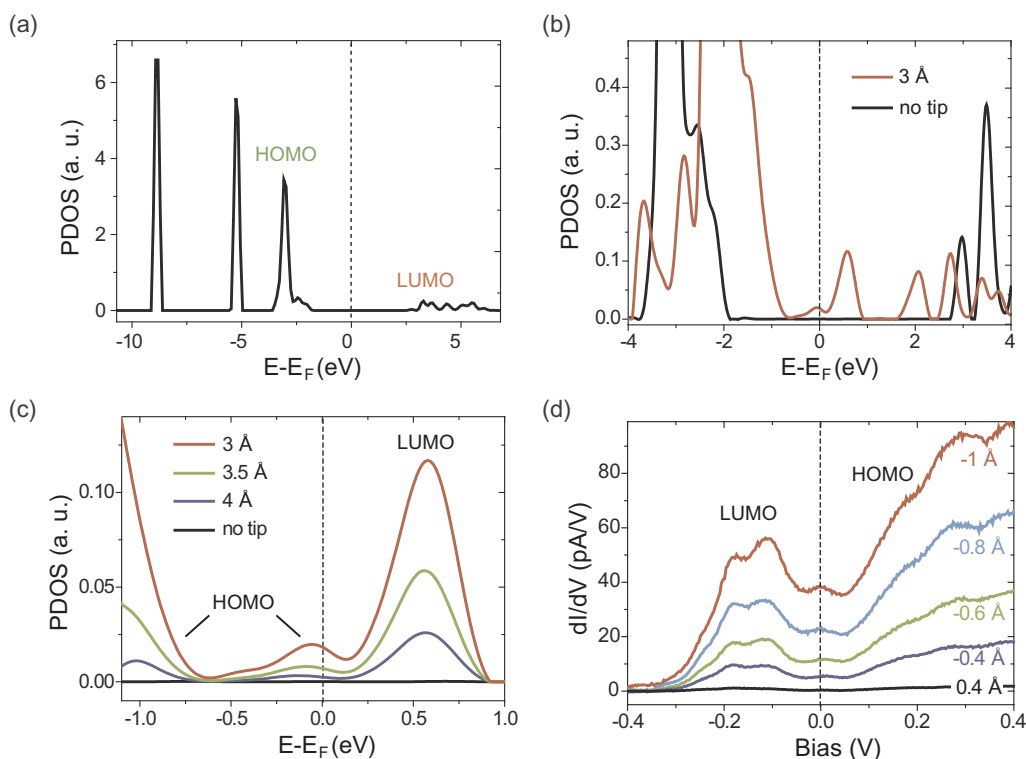 (a)
PDOS (a. u.)
6
4
2
0
HOMO
LUMO
-10
-5
0
5
E-E_F (eV)
(b)
PDOS (a. u.)
0.4
0.3
0.2
0.1
0.0
3 Å
no tip
-4
-2
0
2
4
E-E_F (eV)
(c)
PDOS (a. u.)
0.10
0.05
0.00
3 Å
3.5 Å
4 Å
no tip
LUMO
HOMO
-1.0
-0.5
0.0
0.5
1.0
E-E_F (eV)
(d)
dI/dV (pA/V)
80
60
40
20
0
LUMO
HOMO
-1 Å
-0.8 Å
-0.6 Å
-0.4 Å
0.4 Å
-0.4
-0.2
0.0
0.2
0.4
Bias (V)